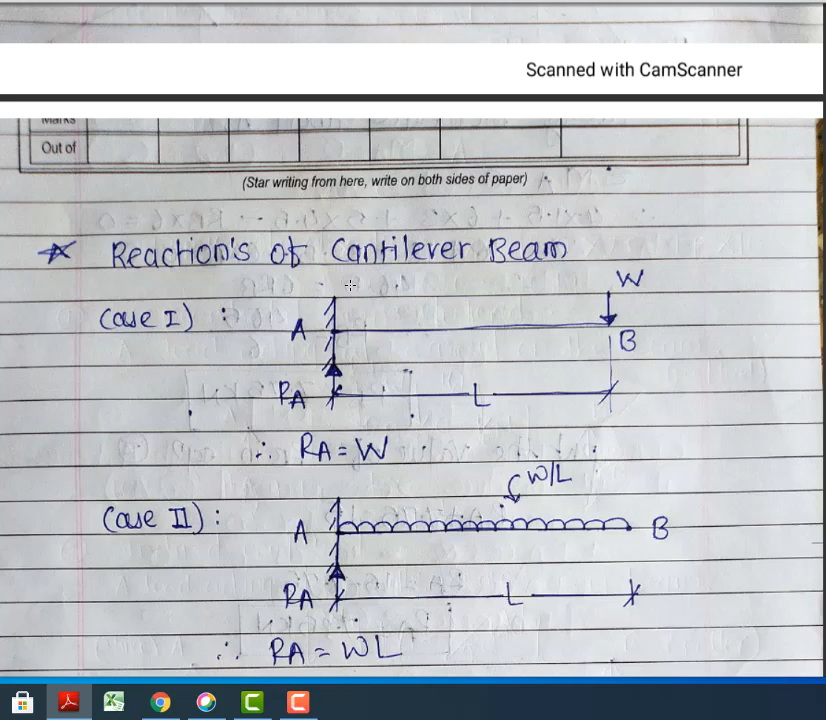 Scanned with CamScanner
Marks
Out of
(Star writing from here, write on both sides of paper)
Reaction's of Cantilever Beam
W
(Case I) :
A
B
RA
L
∴ RA = W
W/L
(Case II) :
A
B
RA
L
∴ RA = WL